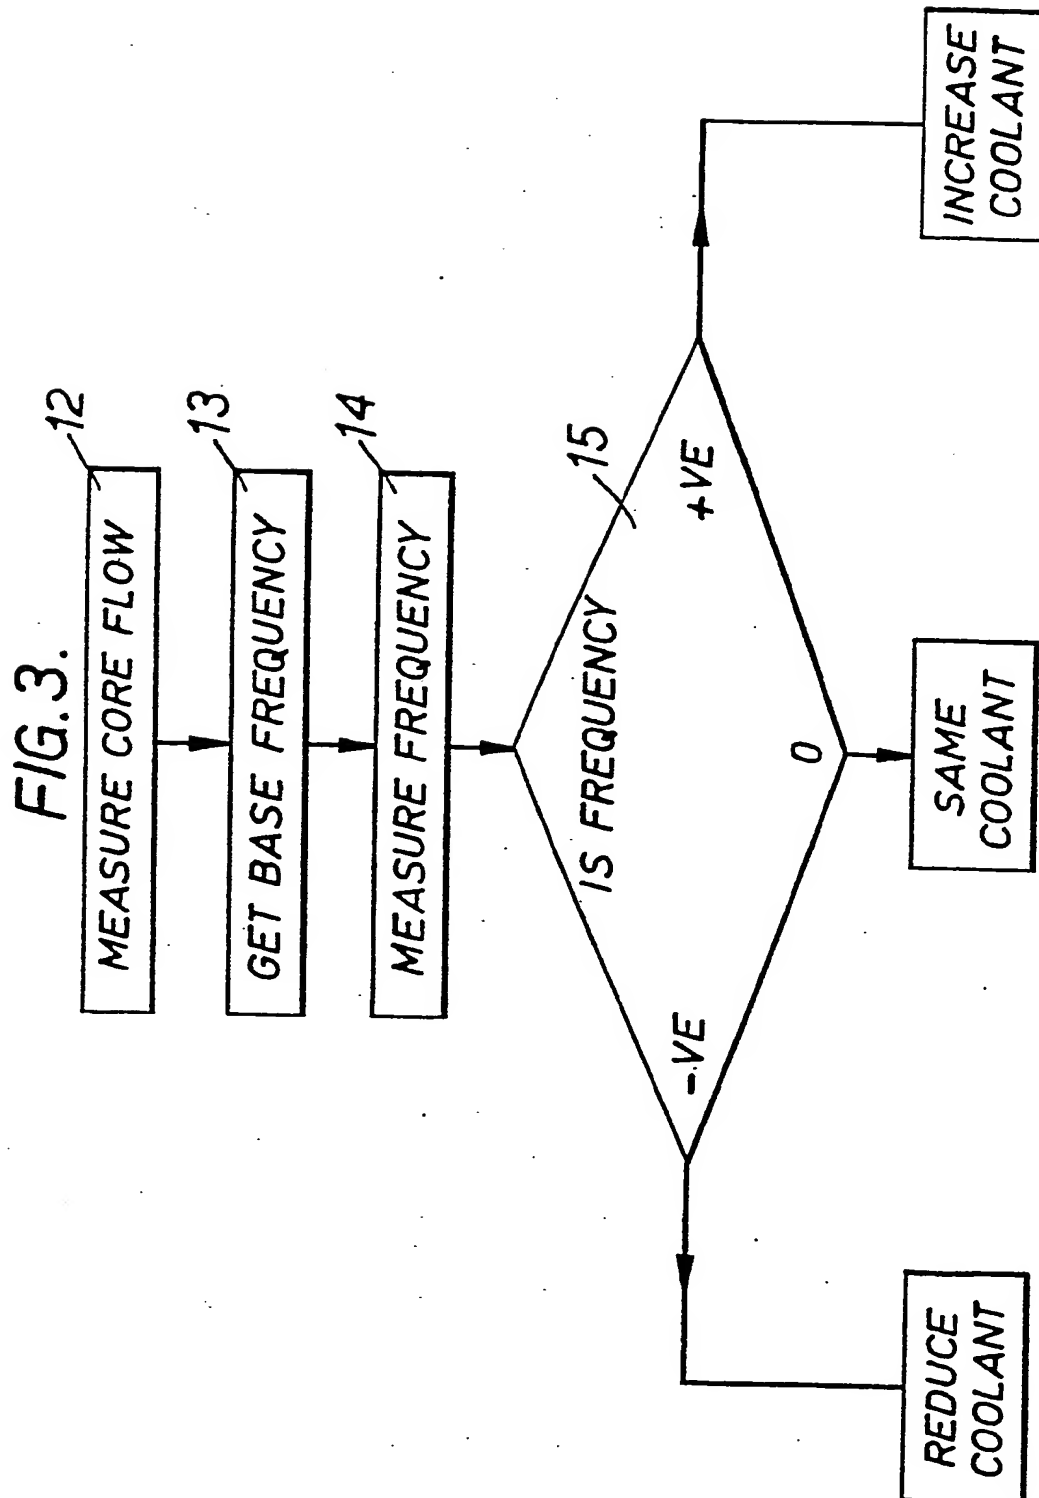 FIG. 3.
MEASURE CORE FLOW
12
GET BASE FREQUENCY
13
MEASURE FREQUENCY
14
IS FREQUENCY
15
-VE
+VE
0
REDUCE
COOLANT
SAME
COOLANT
INCREASE
COOLANT